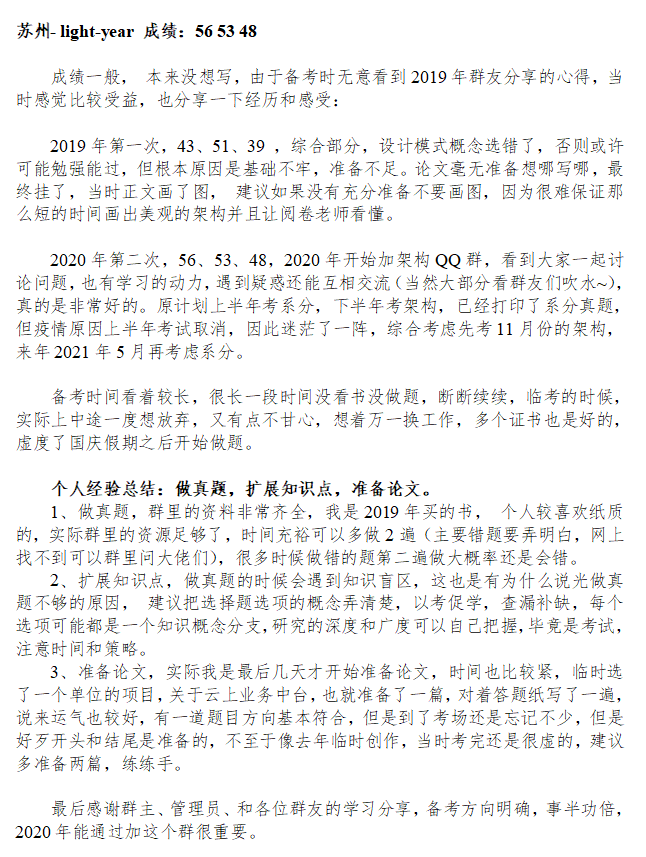 苏州- light-year 成绩：56 53 48
成绩一般， 本来没想写，由于备考时无意看到 2019 年群友分享的心得，当
时感觉比较受益，也分享一下经历和感受：
2019 年第一次，43、51、39 ，综合部分，设计模式概念选错了，否则或许
可能勉强能过，但根本原因是基础不牢，准备不足。论文毫无准备想哪写哪，最
终挂了，当时正文画了图， 建议如果没有充分准备不要画图，因为很难保证那
么短的时间画出美观的架构并且让阅卷老师看懂。
2020 年第二次，56、53、48，2020 年开始加架构 QQ 群，看到大家一起讨
论问题，也有学习的动力，遇到疑惑还能互相交流（当然大部分看群友们吹水~），
真的是非常好的。原计划上半年考系分，下半年考架构，已经打印了系分真题，
但疫情原因上半年考试取消，因此迷茫了一阵，综合考虑先考 11 月份的架构，
来年 2021 年 5 月再考虑系分。
备考时间看着较长，很长一段时间没看书没做题，断断续续，临考的时候，
实际上中途一度想放弃，又有点不甘心，想着万一换工作，多个证书也是好的，
虚度了国庆假期之后开始做题。
个人经验总结：做真题，扩展知识点，准备论文。
1、做真题，群里的资料非常齐全，我是 2019 年买的书， 个人较喜欢纸质
的，实际群里的资源足够了，时间充裕可以多做 2 遍（主要错题要弄明白，网上
找不到可以群里问大佬们），很多时候做错的题第二遍做大概率还是会错。
2、扩展知识点，做真题的时候会遇到知识盲区，这也是有为什么说光做真
题不够的原因， 建议把选择题选项的概念弄清楚，以考促学，查漏补缺，每个
选项可能都是一个知识概念分支，研究的深度和广度可以自己把握，毕竟是考试，
注意时间和策略。
3、准备论文，实际我是最后几天才开始准备论文，时间也比较紧，临时选
了一个单位的项目，关于云上业务中台，也就准备了一篇，对着答题纸写了一遍，
说来运气也较好，有一道题目方向基本符合，但是到了考场还是忘记不少，但是
好歹开头和结尾是准备的，不至于像去年临时创作，当时考完还是很虚的，建议
多准备两篇，练练手。
最后感谢群主、管理员、和各位群友的学习分享，备考方向明确，事半功倍，
2020 年能通过加这个群很重要。